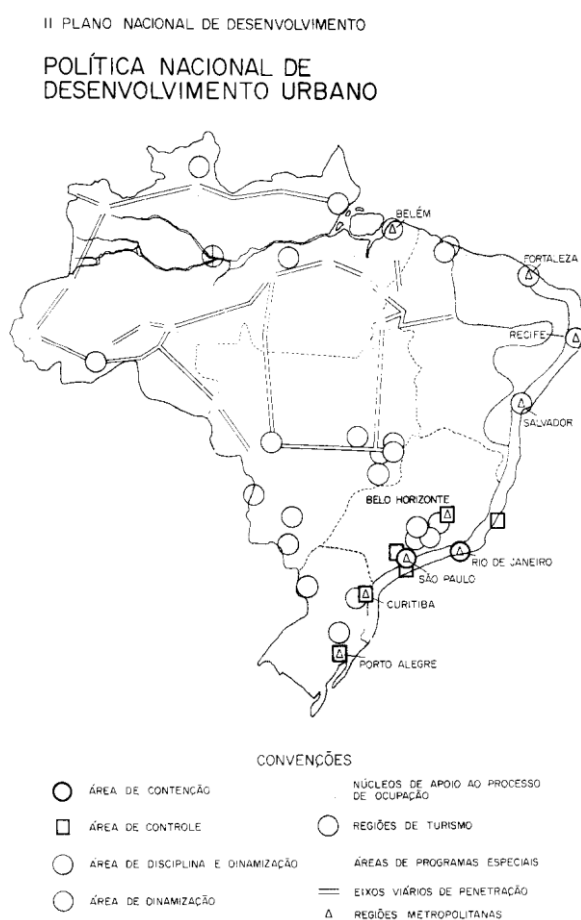 II PLANO NACIONAL DE DESENVOLVIMENTO
POLÍTICA NACIONAL DE
DESENVOLVIMENTO URBANO
BELÉM
FORTALEZA
RECIFE
SALVADOR
BELO HORIZONTE
RIO DE JANEIRO
SÃO PAULO
CURITIBA
PORTO ALEGRE
CONVENÇÕES
ÁREA DE CONTENÇÃO
ÁREA DE CONTROLE
ÁREA DE DISCIPLINA E DINAMIZAÇÃO
ÁREA DE DINAMIZAÇÃO
NÚCLEOS DE APOIO AO PROCESSO
DE OCUPAÇÃO
REGIÕES DE TURISMO
ÁREAS DE PROGRAMAS ESPECIAIS
EIXOS VIÁRIOS DE PENETRAÇÃO
REGIÕES METROPOLITANAS